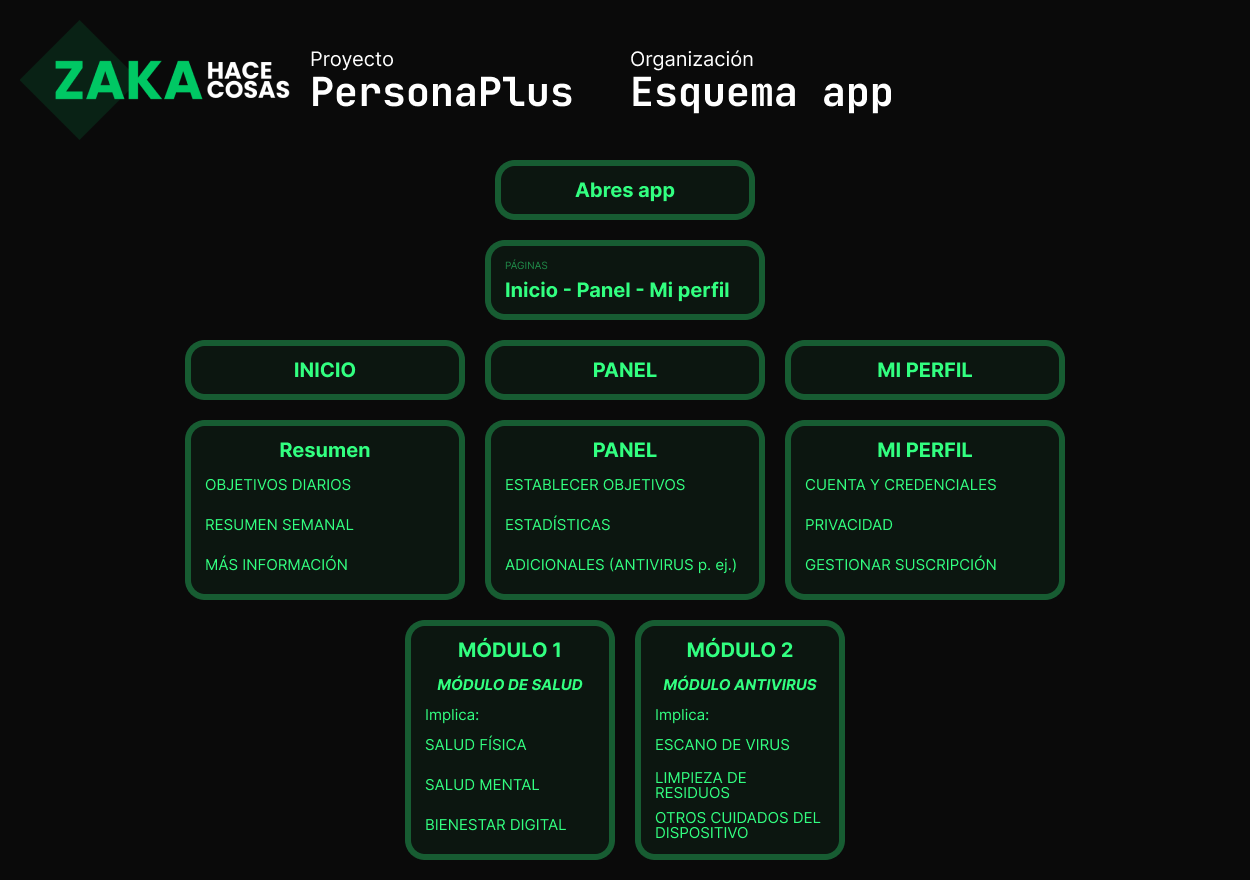 ZAKA HACE COSAS
Proyecto
PersonaPlus
Organización
Esquema app
Abres app
PÁGINAS
Inicio - Panel - Mi perfil
INICIO
PANEL
MI PERFIL
Resumen
OBJETIVOS DIARIOS
RESUMEN SEMANAL
MÁS INFORMACIÓN
PANEL
ESTABLECER OBJETIVOS
ESTADÍSTICAS
ADICIONALES (ANTIVIRUS p. ej.)
MI PERFIL
CUENTA Y CREDENCIALES
PRIVACIDAD
GESTIONAR SUSCRIPCIÓN
MÓDULO 1
MÓDULO DE SALUD
Implica:
SALUD FÍSICA
SALUD MENTAL
BIENESTAR DIGITAL
MÓDULO 2
MÓDULO ANTIVIRUS
Implica:
ESCANO DE VIRUS
LIMPIEZA DE
RESIDUOS
OTROS CUIDADOS DEL
DISPOSITIVO